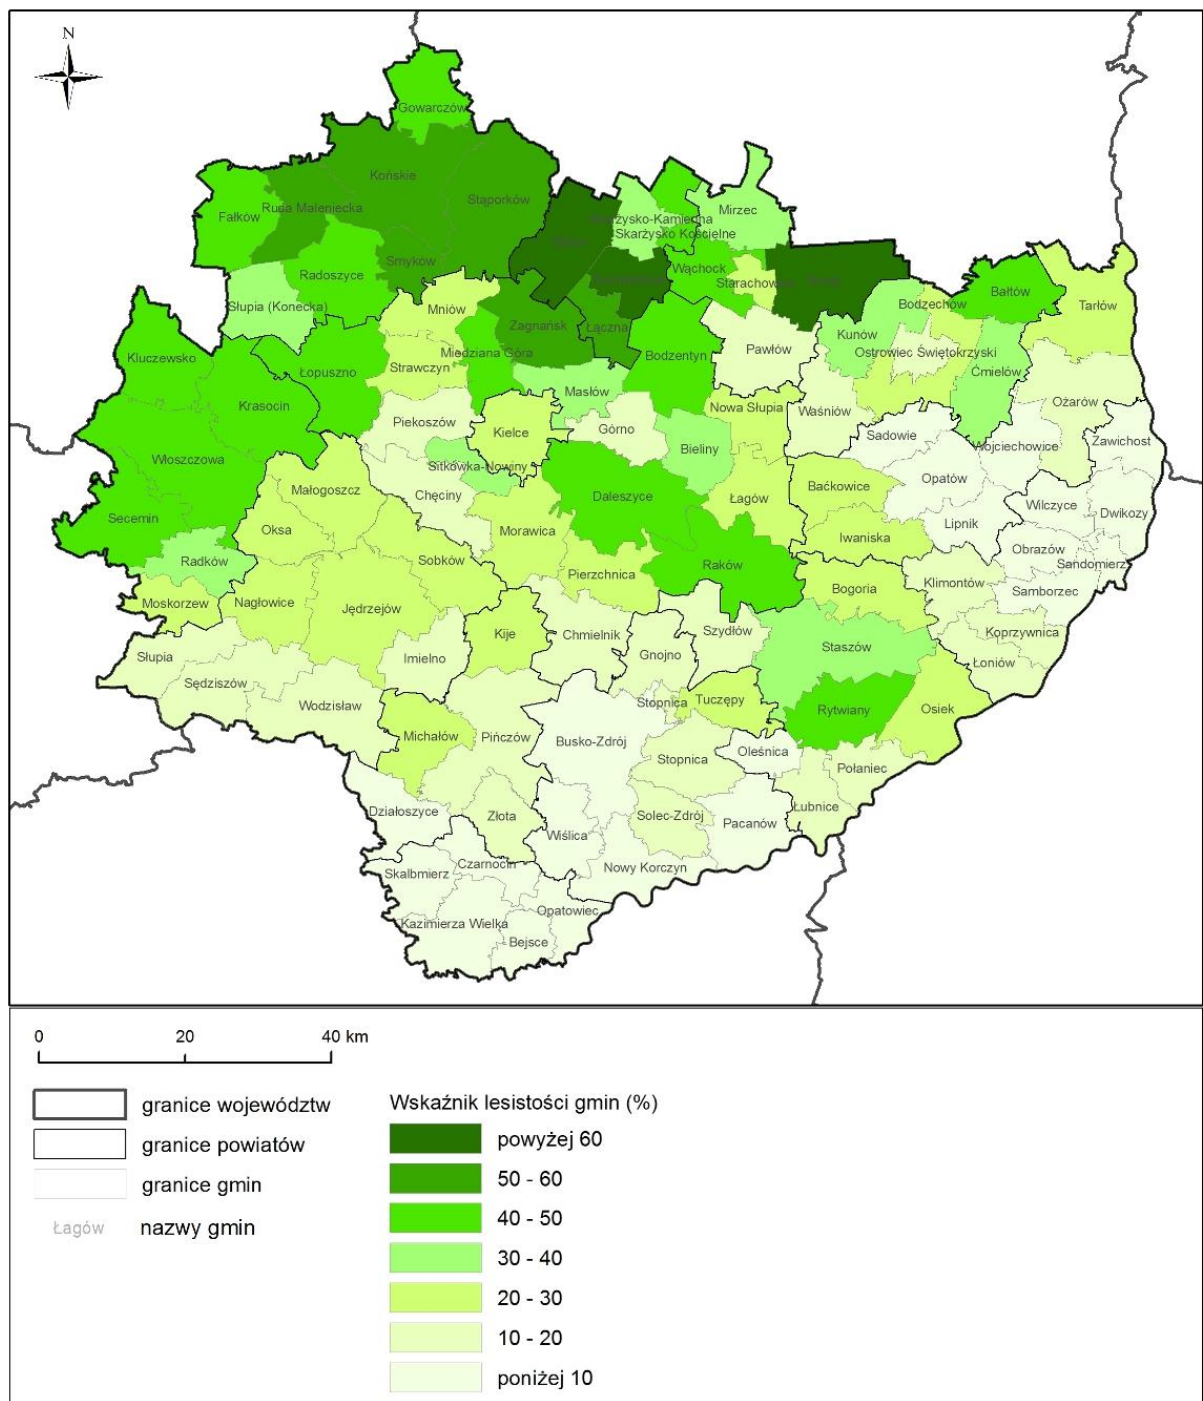 N
Gowarczów
Końskie
Stąporków
Ruda Maleniecka
Fałków
Smyków
Radoszyce
Słupia (Konecka)
Mirzec
Skarżysko-Kamienna
Skarżysko Kościelne
Wąchock
Starachowice
Bodzechów
Bałtów
Tarłów
Mniów
Zagnańsk
Łączna
Kunów
Kluczewsko
Łopuszno
Miedziana Góra
Bodzentyn
Pawłów
Ostrowiec Świętokrzyski
Strawczyn
Ćmielów
Krasocin
Masłów
Piekoszów
Nowa Słupia
Waśniów
Ożarów
Kielce
Górno
Sadowie
Wojciechowice
Zawichost
Bieliny
Włoszczowa
Sitkówka-Nowiny
Małogoszcz
Chęciny
Daleszyce
Łagów
Baćkowice
Opatów
Wilczyce
Dwikozy
Secemin
Oksa
Morawica
Lipnik
Iwaniska
Obrazów
Radków
Sobków
Raków
Sandomierz
Pierzchnica
Klimontów
Bogoria
Samborzec
Moskorzew
Nagłowice
Jędrzejów
Kije
Chmielnik
Szydłów
Koprzywnica
Staszów
Słupia
Imielno
Gnojno
Łoniów
Sędziszów
Wodzisław
Stopnica
Tuczępy
Rytwiany
Osiek
Michałów
Pińczów
Busko-Zdrój
Oleśnica
Stopnica
Połaniec
Działoszyce
Złota
Solec-Zdrój
Łubnice
Pacanów
Wiślica
Czarnocin
Skalbmierz
Nowy Korczyn
Opatowiec
Kazimierza Wielka
Bejsce
0 20 40 km
granice województw
granice powiatów
granice gmin
Łagów nazwy gmin
Wskaźnik lesistości gmin (%)
powyżej 60
50 - 60
40 - 50
30 - 40
20 - 30
10 - 20
poniżej 10